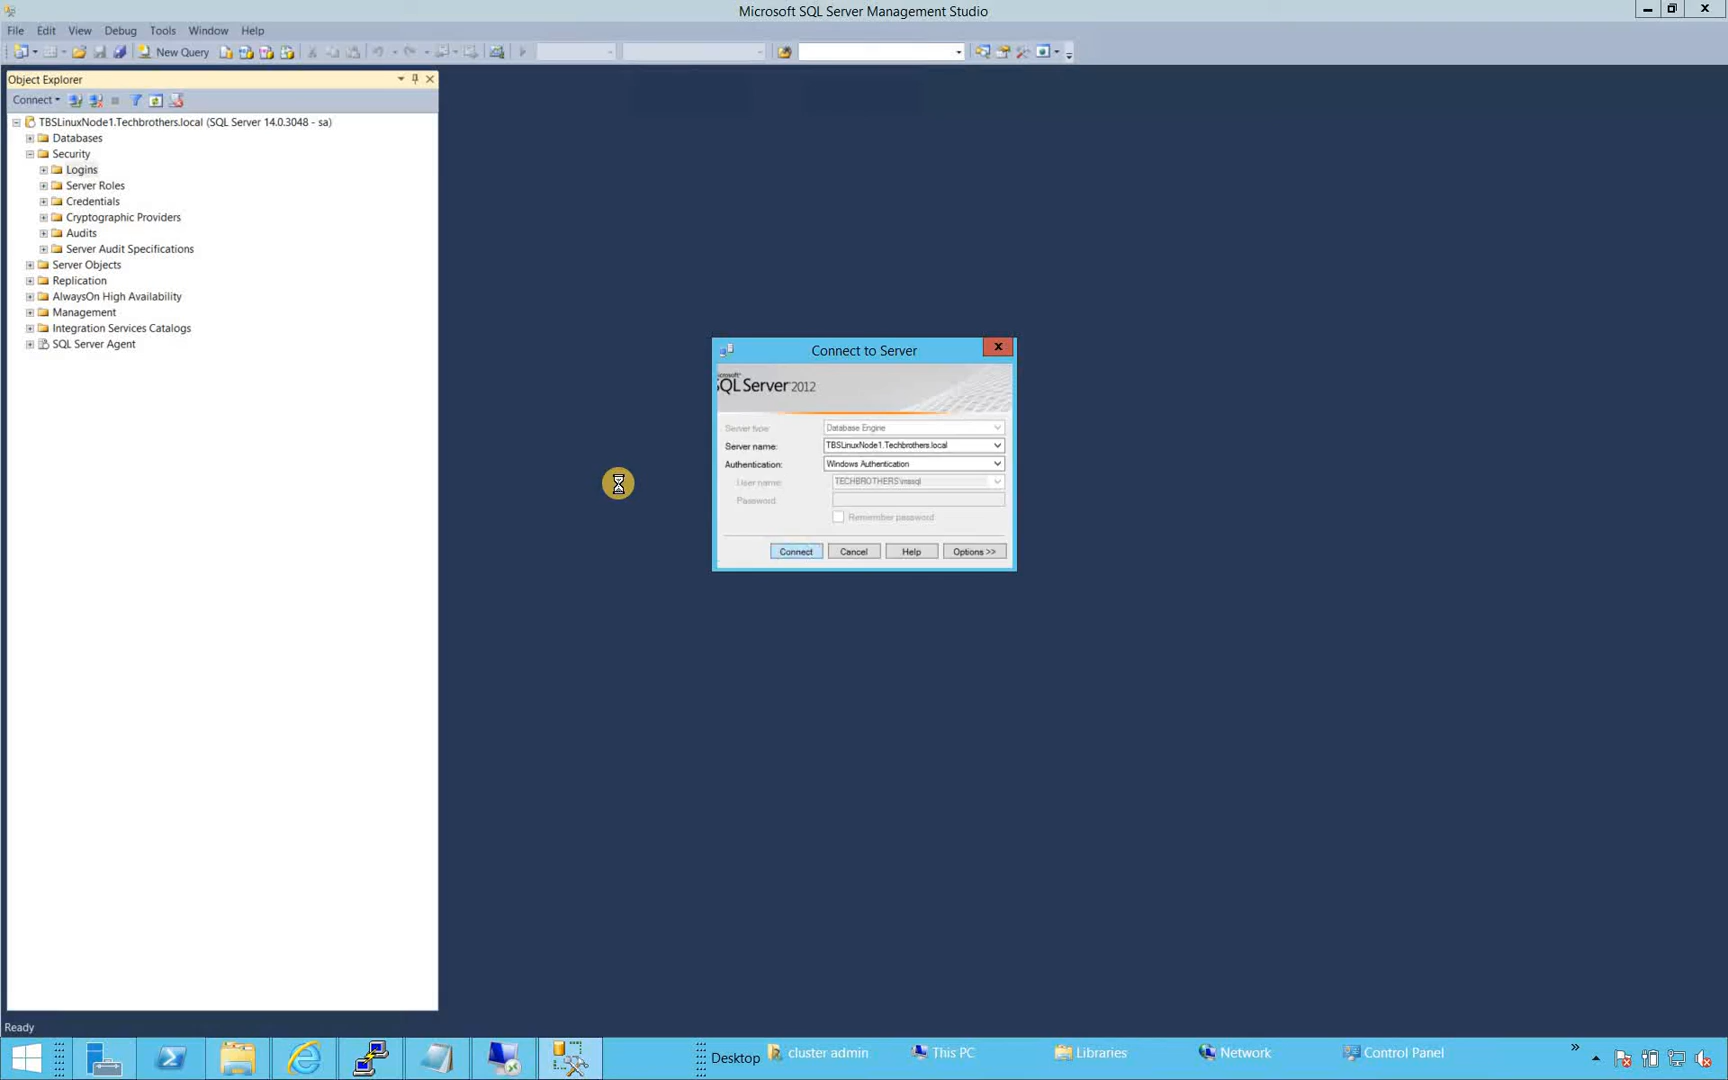 Microsoft SQL Server Management Studio
File Edit View Debug Tools Window Help
New Query
Object Explorer
Connect
TBSLinuxNode1.Techbrothers.local (SQL Server 14.0.3048 - sa)
Databases
Security
Logins
Server Roles
Credentials
Cryptographic Providers
Audits
Server Audit Specifications
Server Objects
Replication
AlwaysOn High Availability
Management
Integration Services Catalogs
SQL Server Agent
Connect to Server
SQL Server 2012
Server type: Database Engine
Server name: TBSLinuxNode1.Techbrothers.local
Authentication: Windows Authentication
User name: TECHBROTHERS\mssql
Password:
Remember password
Connect Cancel Help Options >>
Ready
Desktop cluster admin This PC Libraries Network Control Panel